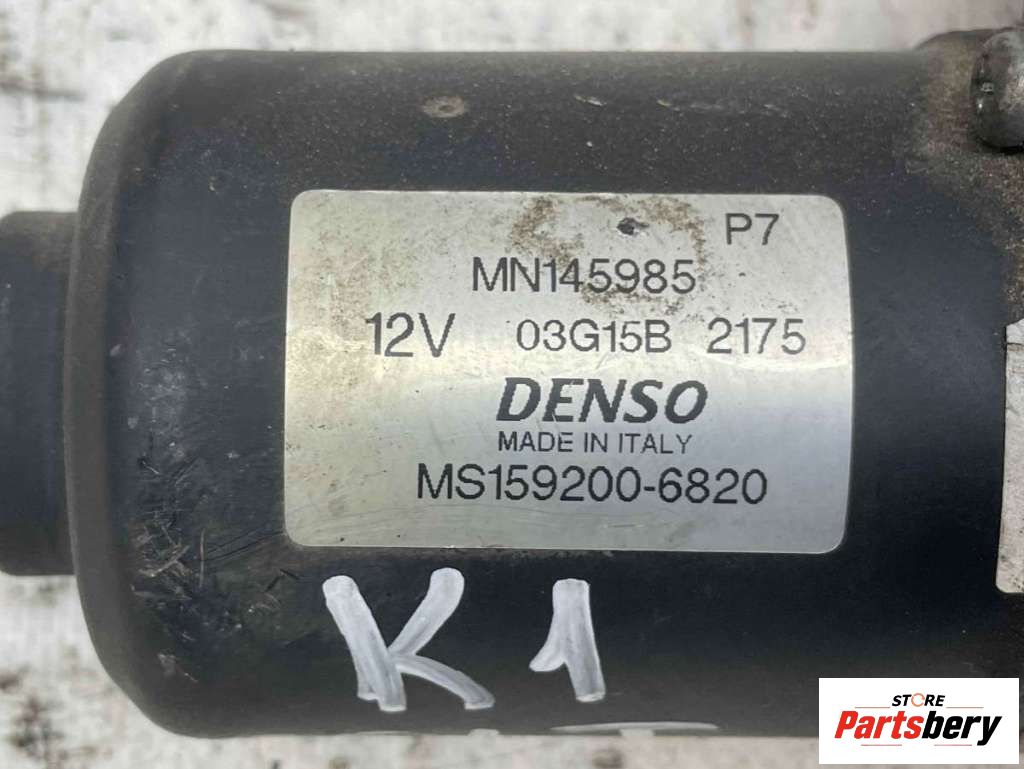 P7
MN145985
12V 03G15B 2175
DENSO
MADE IN ITALY
MS159200-6820
K1
STORE
Partsbery